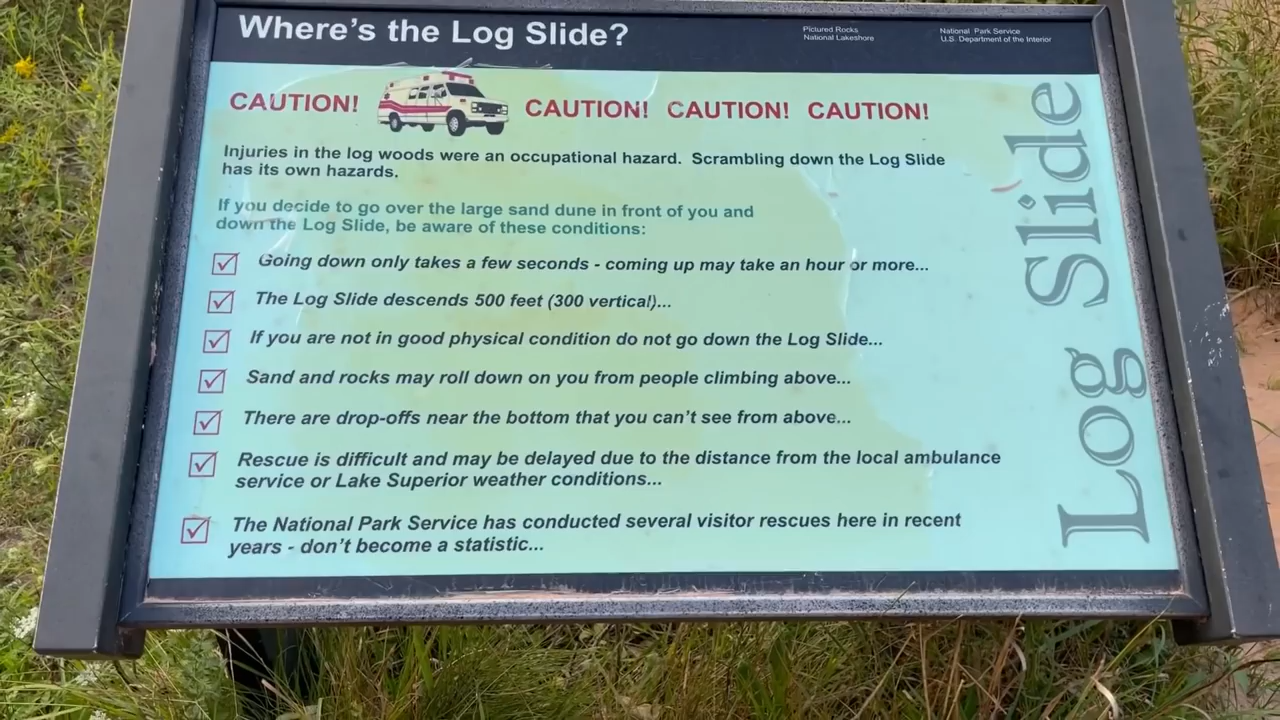 Where's the Log Slide?
Pictured Rocks
National Lakeshore
National Park Service
U.S. Department of the Interior
CAUTION! CAUTION! CAUTION! CAUTION!
Injuries in the log woods were an occupational hazard. Scrambling down the Log Slide
has its own hazards.
If you decide to go over the large sand dune in front of you and
down the Log Slide, be aware of these conditions:
Going down only takes a few seconds - coming up may take an hour or more...
The Log Slide descends 500 feet (300 vertical)...
If you are not in good physical condition do not go down the Log Slide...
Sand and rocks may roll down on you from people climbing above...
There are drop-offs near the bottom that you can't see from above...
Rescue is difficult and may be delayed due to the distance from the local ambulance
service or Lake Superior weather conditions...
The National Park Service has conducted several visitor rescues here in recent
years - don't become a statistic...
Log Slide